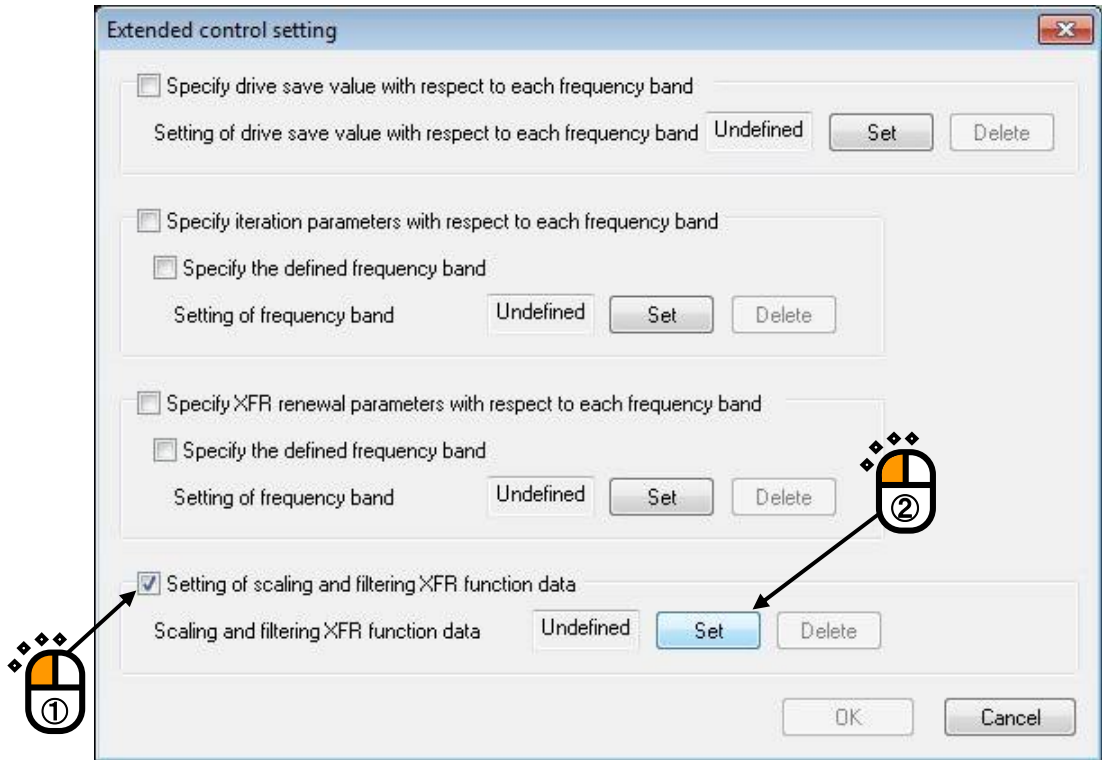 Extended control setting
Specify drive save value with respect to each frequency band
Setting of drive save value with respect to each frequency band Undefined Set Delete
Specify iteration parameters with respect to each frequency band
Specify the defined frequency band
Setting of frequency band Undefined Set Delete
Specify XFR renewal parameters with respect to each frequency band
Specify the defined frequency band
Setting of frequency band Undefined Set Delete
②
Setting of scaling and filtering XFR function data
Scaling and filtering XFR function data Undefined Set Delete
①
OK Cancel